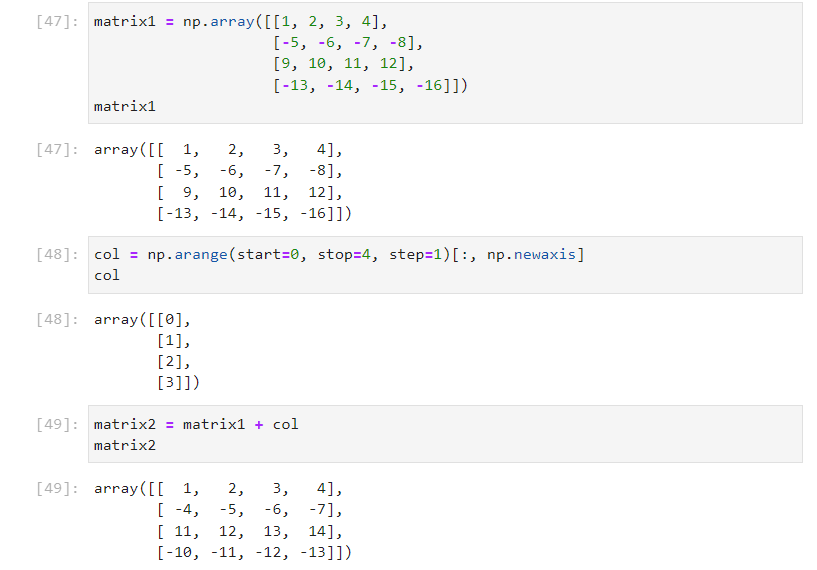 [47]: matrix1 = np.array([[1, 2, 3, 4],
                    [-5, -6, -7, -8],
                    [9, 10, 11, 12],
                    [-13, -14, -15, -16]])
matrix1
[47]: array([[  1,   2,   3,   4],
       [ -5,  -6,  -7,  -8],
       [  9,  10,  11,  12],
       [-13, -14, -15, -16]])
[48]: col = np.arange(start=0, stop=4, step=1)[:, np.newaxis]
col
[48]: array([[0],
       [1],
       [2],
       [3]])
[49]: matrix2 = matrix1 + col
matrix2
[49]: array([[  1,   2,   3,   4],
       [ -4,  -5,  -6,  -7],
       [ 11,  12,  13,  14],
       [-10, -11, -12, -13]])